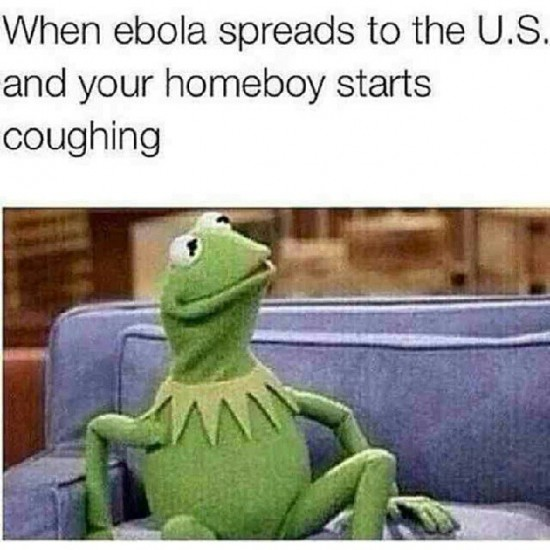 When ebola spreads to the U.S.
and your homeboy starts
coughing